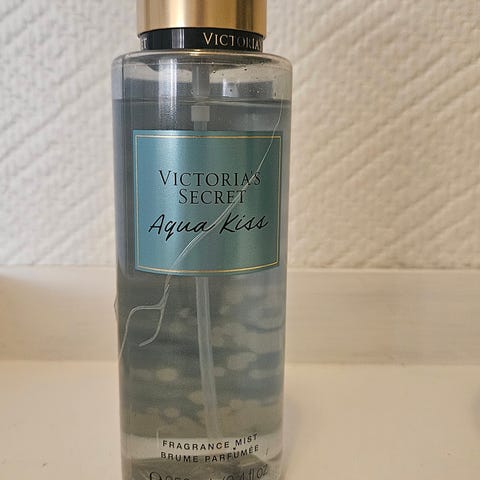 VICTORIA
VICTORIA'S
SECRET
Aqua Kiss
FRAGRANCE MIST
BRUME PARFUMÉE